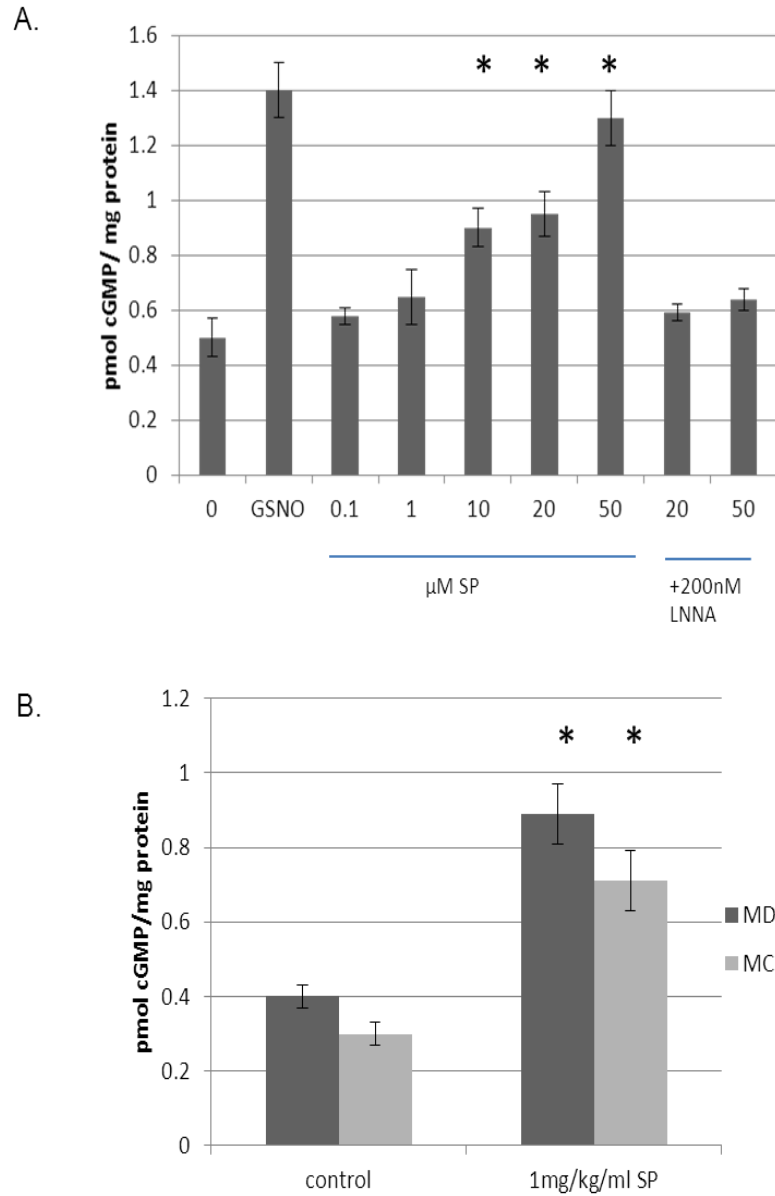 A.
pmol cGMP/ mg protein
1.6
1.4
1.2
1
0.8
0.6
0.4
0.2
0
* * *
0 GSNO 0.1 1 10 20 50 20 50
µM SP +200nM
LNNA
B.
pmol cGMP/mg protein
1.2
1
0.8
0.6
0.4
0.2
0
* *
MD
MC
control 1mg/kg/ml SP